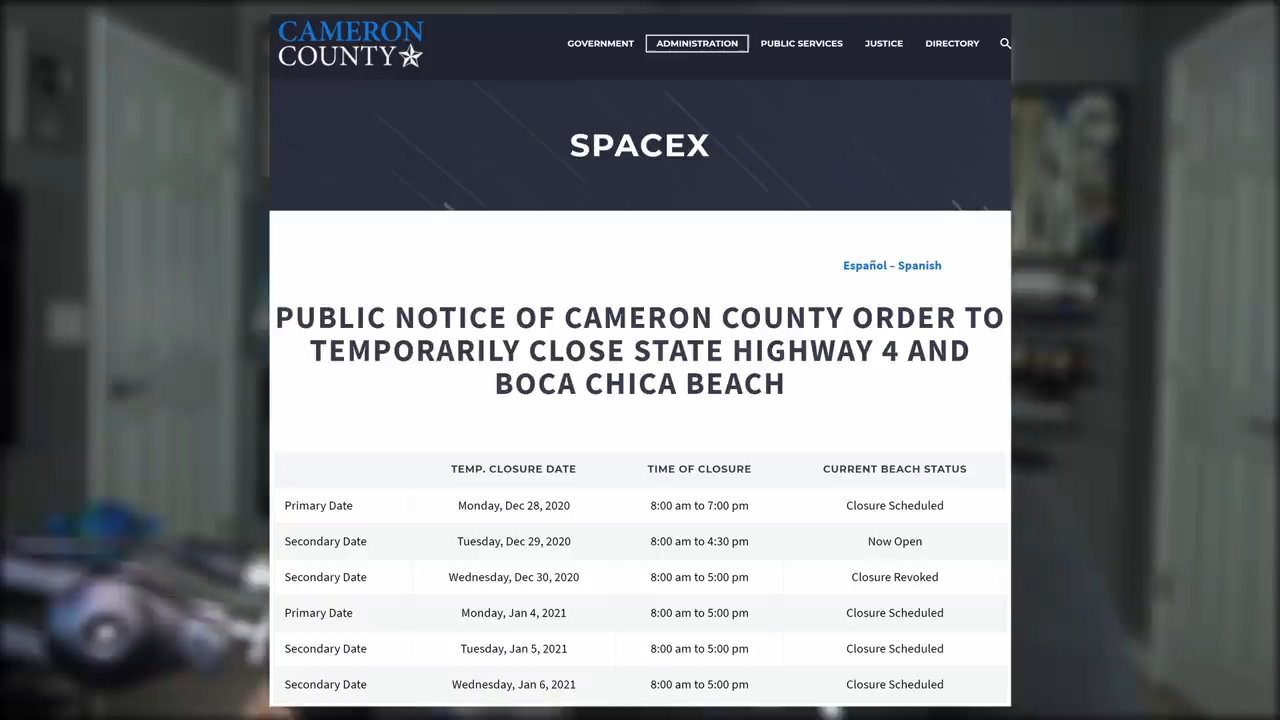 CAMERON
COUNTY
GOVERNMENT ADMINISTRATION PUBLIC SERVICES JUSTICE DIRECTORY
SPACEX
Español – Spanish
PUBLIC NOTICE OF CAMERON COUNTY ORDER TO
TEMPORARILY CLOSE STATE HIGHWAY 4 AND
BOCA CHICA BEACH
TEMP. CLOSURE DATE TIME OF CLOSURE CURRENT BEACH STATUS
Primary Date Monday, Dec 28, 2020 8:00 am to 7:00 pm Closure Scheduled
Secondary Date Tuesday, Dec 29, 2020 8:00 am to 4:30 pm Now Open
Secondary Date Wednesday, Dec 30, 2020 8:00 am to 5:00 pm Closure Revoked
Primary Date Monday, Jan 4, 2021 8:00 am to 5:00 pm Closure Scheduled
Secondary Date Tuesday, Jan 5, 2021 8:00 am to 5:00 pm Closure Scheduled
Secondary Date Wednesday, Jan 6, 2021 8:00 am to 5:00 pm Closure Scheduled